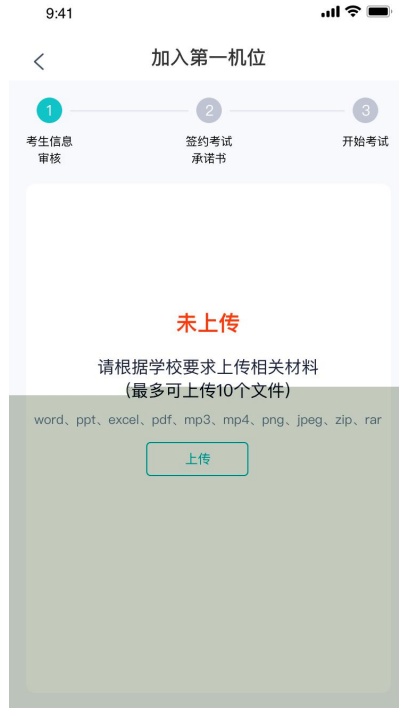 9:41
加入第一机位
1
2
3
考生信息
审核
签约考试
承诺书
开始考试
未上传
请根据学校要求上传相关材料
（最多可上传10个文件）
word、ppt、excel、pdf、mp3、mp4、png、jpeg、zip、rar
上传